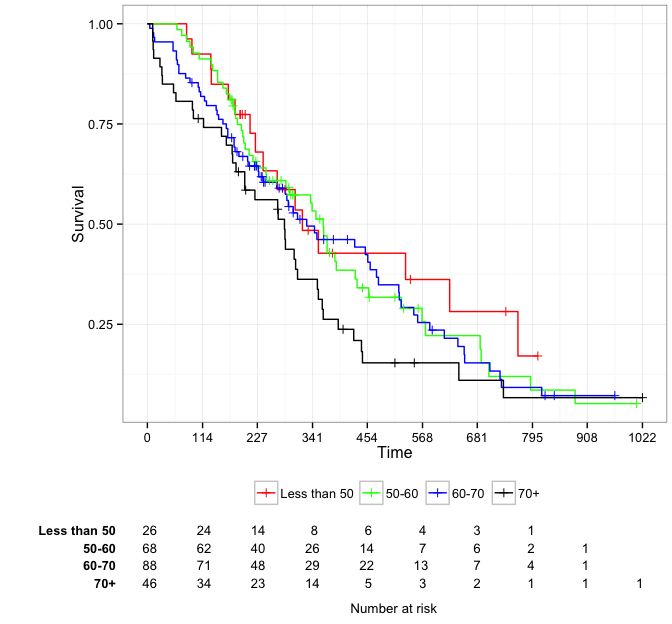 1.00
0.75
0.50
0.25
Survival
0 114 227 341 454 568 681 795 908 1022
Time
Less than 50 50-60 60-70 70+
Less than 50 26 24 14 8 6 4 3 1
50-60 68 62 40 26 14 7 6 2 1
60-70 88 71 48 29 22 13 7 4 1
70+ 46 34 23 14 5 3 2 1 1 1
Number at risk